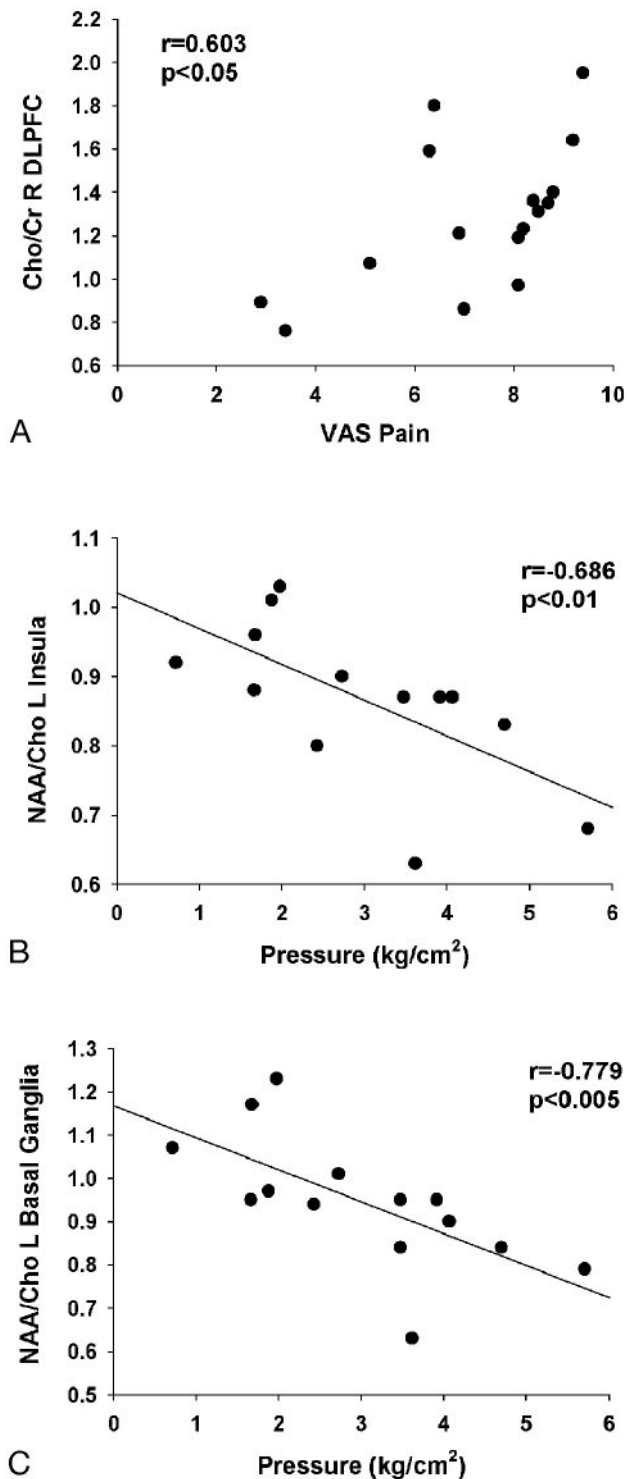 r=0.603
p<0.05
2.2
2.0
1.8
1.6
1.4
1.2
1.0
0.8
0.6
Cho/Cr R DLPFC
0 2 4 6 8 10
VAS Pain
A
r=-0.686
p<0.01
1.1
1.0
0.9
0.8
0.7
0.6
NAA/Cho L Insula
0 1 2 3 4 5 6
Pressure (kg/cm²)
B
r=-0.779
p<0.005
1.3
1.2
1.1
1.0
0.9
0.8
0.7
0.6
0.5
NAA/Cho L Basal Ganglia
0 1 2 3 4 5 6
Pressure (kg/cm²)
C